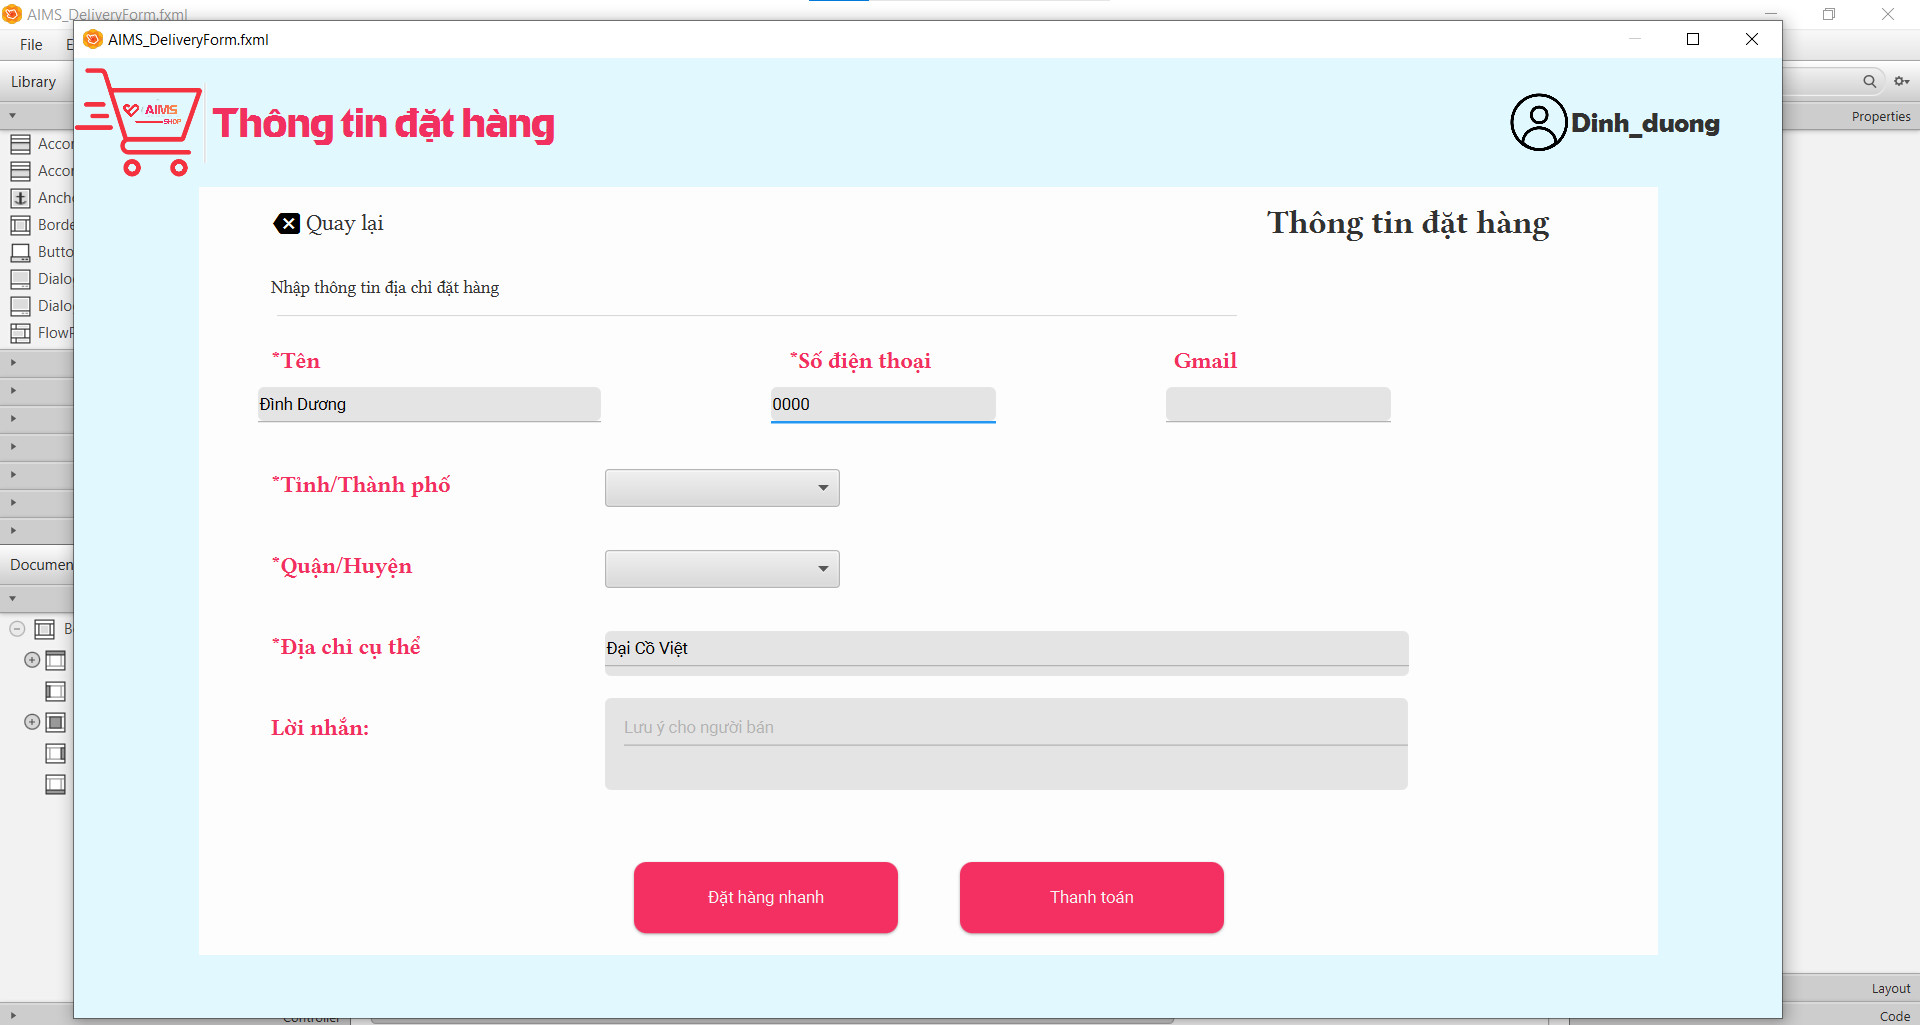 AIMS_DeliveryForm.fxml
File
Library
Properties
AIMS_DeliveryForm.fxml
AIMS
SHOP
Thông tin đặt hàng
Dinh_duong
Quay lại
Thông tin đặt hàng
Nhập thông tin địa chỉ đặt hàng
*Tên
*Số điện thoại
Gmail
Đình Dương
0000
*Tỉnh/Thành phố
*Quận/Huyện
*Địa chỉ cụ thể
Đại Cồ Việt
Lời nhắn:
Lưu ý cho người bán
Đặt hàng nhanh
Thanh toán
Accor
Accor
Ancho
Borde
Butto
Dialo
Dialo
FlowP
Documen
Layout
Controller
Code